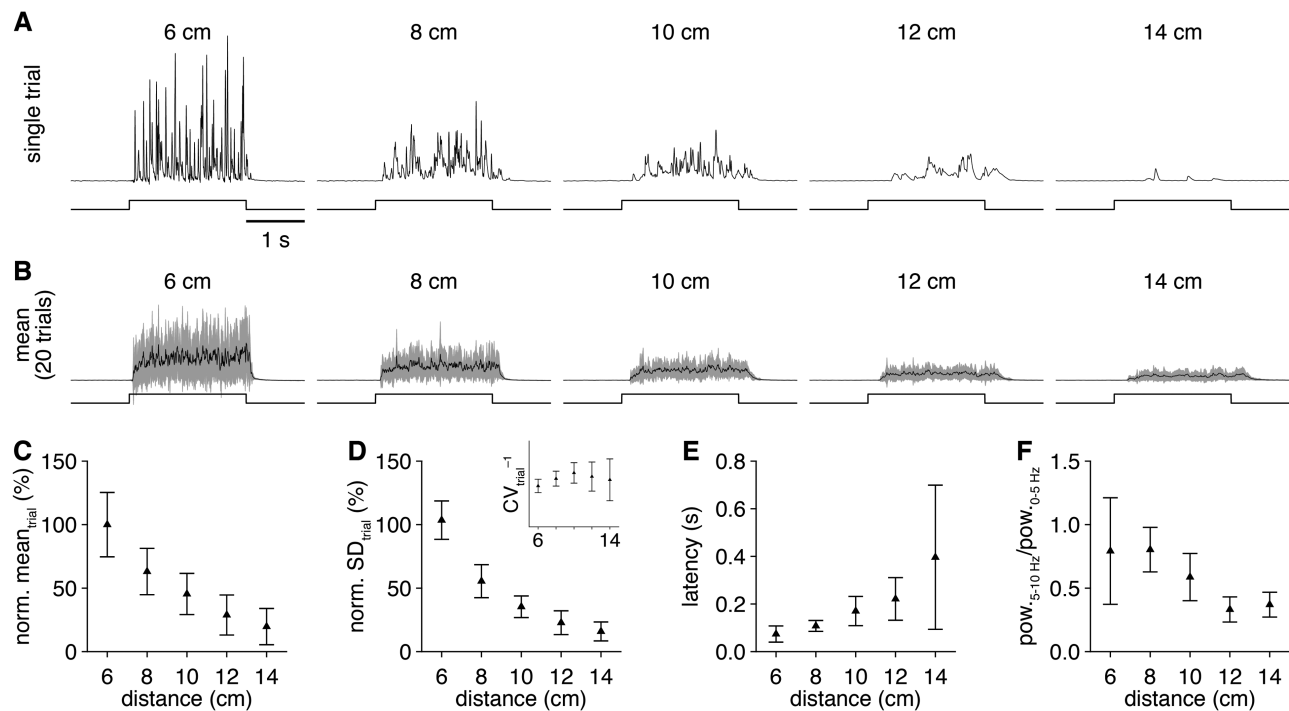 A
6 cm 8 cm 10 cm 12 cm 14 cm
single trial
1 s
B
6 cm 8 cm 10 cm 12 cm 14 cm
mean
(20 trials)
C
norm. mean_trial (%)
150
100
50
0
6 8 10 12 14
distance (cm)
D
norm. SD_trial (%)
150
100
50
0
6 8 10 12 14
distance (cm)
CV_trial^-1
6 14
E
latency (s)
0.8
0.6
0.4
0.2
0.0
6 8 10 12 14
distance (cm)
F
pow._5-10 Hz/pow._0-5 Hz
1.5
1.0
0.5
0.0
6 8 10 12 14
distance (cm)